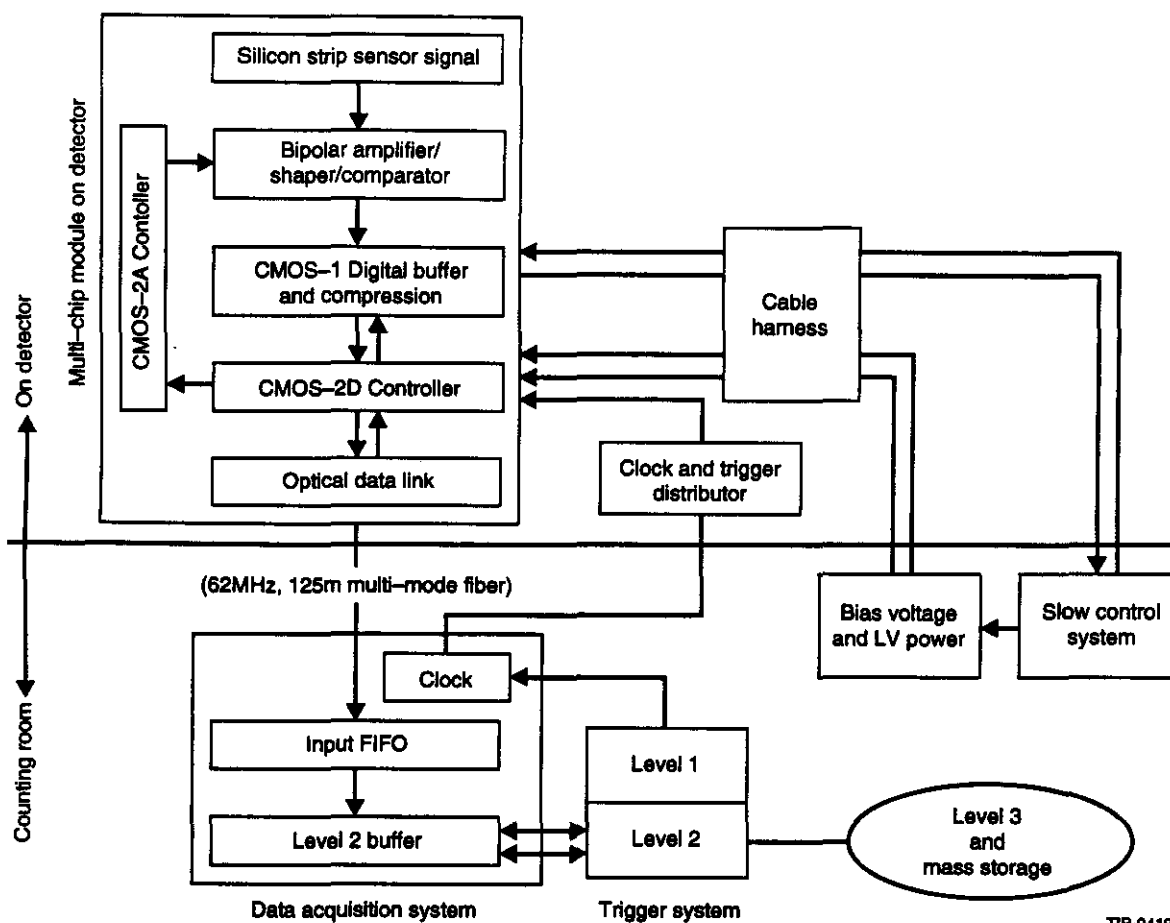 Silicon strip sensor signal
Bipolar amplifier/
shaper/comparator
CMOS–1 Digital buffer
and compression
CMOS–2D Controller
Optical data link
CMOS–2A Contoller
Multi–chip module on detector
On detector
Counting room
Cable
harness
Clock and trigger
distributor
(62MHz, 125m multi–mode fiber)
Bias voltage
and LV power
Slow control
system
Clock
Input FIFO
Level 2 buffer
Level 1
Level 2
Level 3
and
mass storage
Data acquisition system
Trigger system